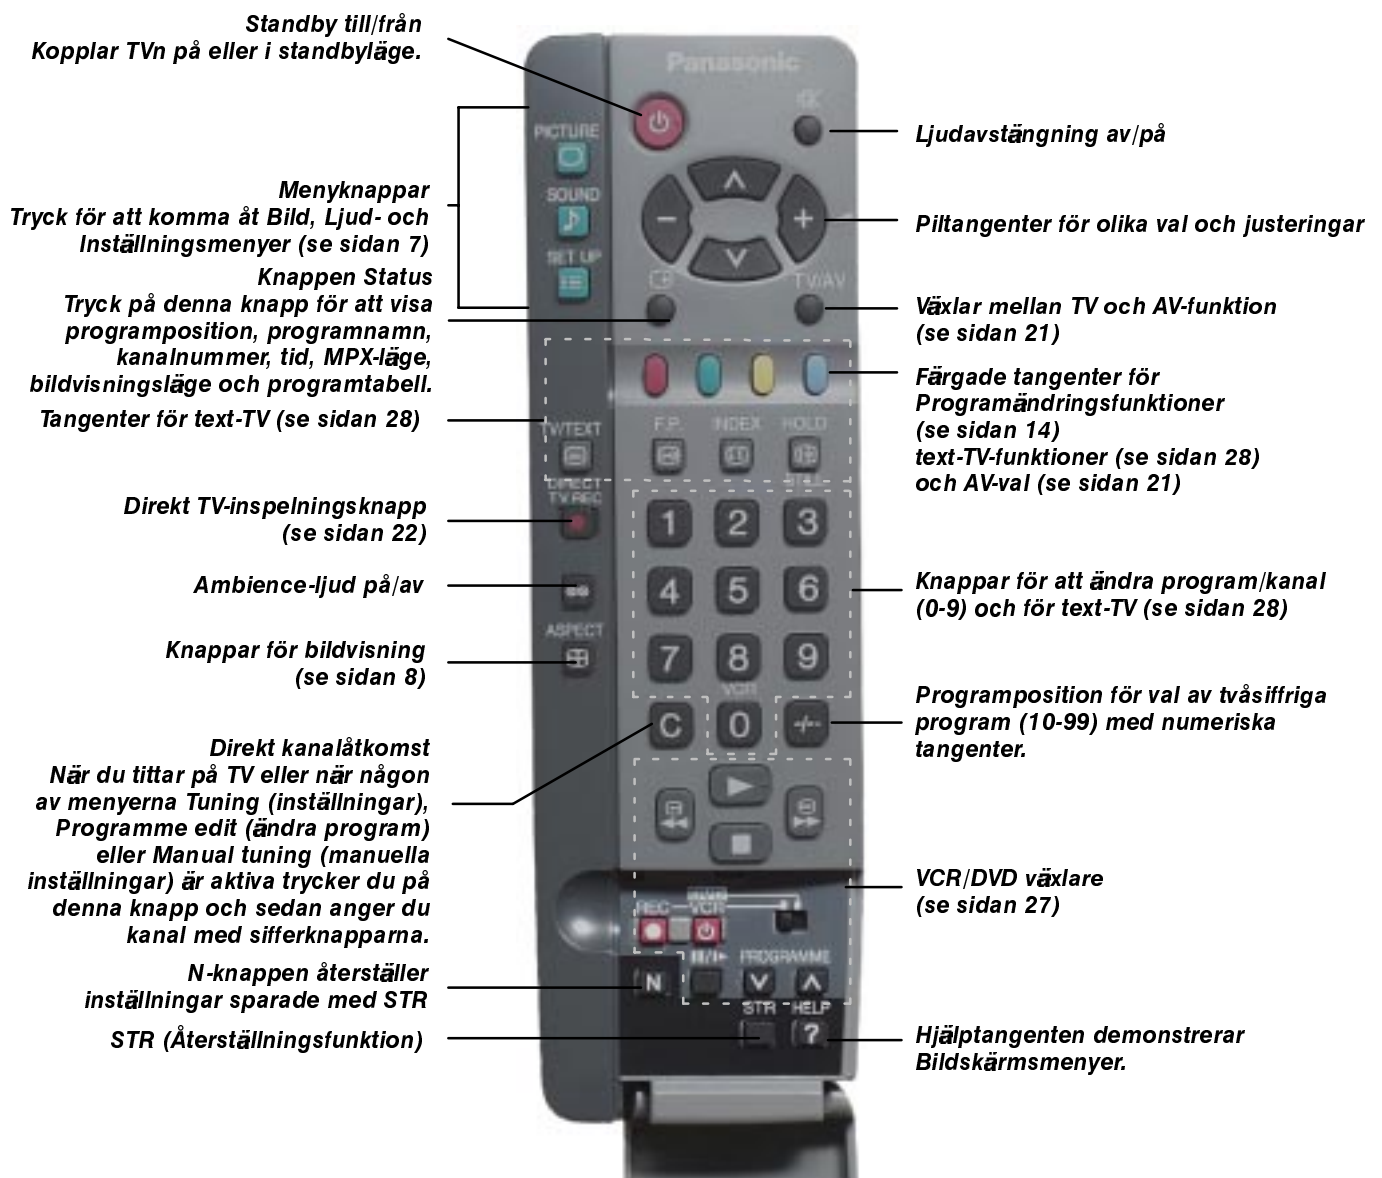 Standby till/från
Kopplar TVn på eller i standbyläge.
Menyknappar
Tryck för att komma åt Bild, Ljud- och
Inställningsmenyer (se sidan 7)
Knappen Status
Tryck på denna knapp för att visa
programposition, programnamn,
kanalnummer, tid, MPX-läge,
bildvisningsläge och programtabell.
Tangenter för text-TV (se sidan 28)
Direkt TV-inspelningsknapp
(se sidan 22)
Ambience-ljud på/av
Knappar för bildvisning
(se sidan 8)
Direkt kanalåtkomst
När du tittar på TV eller när någon
av menyerna Tuning (inställningar),
Programme edit (ändra program)
eller Manual tuning (manuella
inställningar) är aktiva trycker du på
denna knapp och sedan anger du
kanal med sifferknapparna.
N-knappen återställer
inställningar sparade med STR
STR (Återställningsfunktion)
Panasonic
PICTURE
SOUND
SET UP
TV/AV
TV/TEXT
F.P.
INDEX
HOLD
STILL
DIRECT
TV REC
1 2 3
4 5 6
ASPECT
7 8 9
VCR
C 0 -/--
REC VCR
PROGRAMME
N
STR HELP
?
Ljudavstängning av/på
Piltangenter för olika val och justeringar
Växlar mellan TV och AV-funktion
(se sidan 21)
Färgade tangenter för
Programändringsfunktioner
(se sidan 14)
text-TV-funktioner (se sidan 28)
och AV-val (se sidan 21)
Knappar för att ändra program/kanal
(0-9) och för text-TV (se sidan 28)
Programposition för val av tvåsiffriga
program (10-99) med numeriska
tangenter.
VCR/DVD växlare
(se sidan 27)
Hjälptangenten demonstrerar
Bildskärmsmenyer.